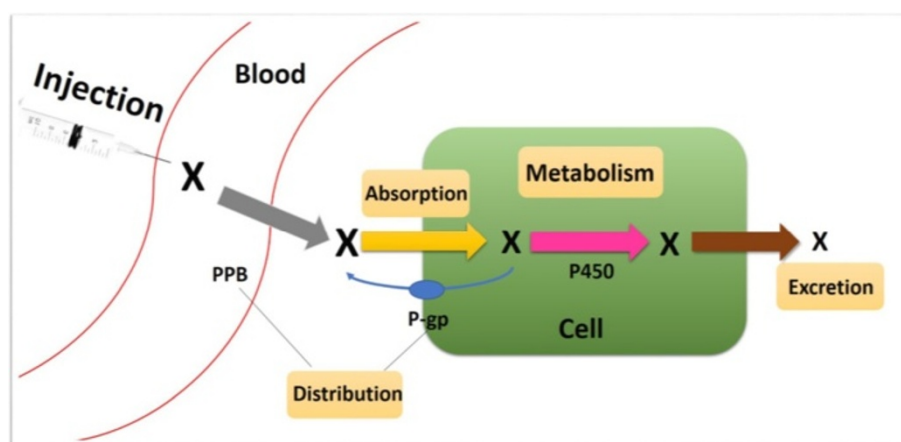 Injection
Blood
X
Absorption
Metabolism
X
X
X
X
PPB
P450
P-gp
Cell
Excretion
Distribution